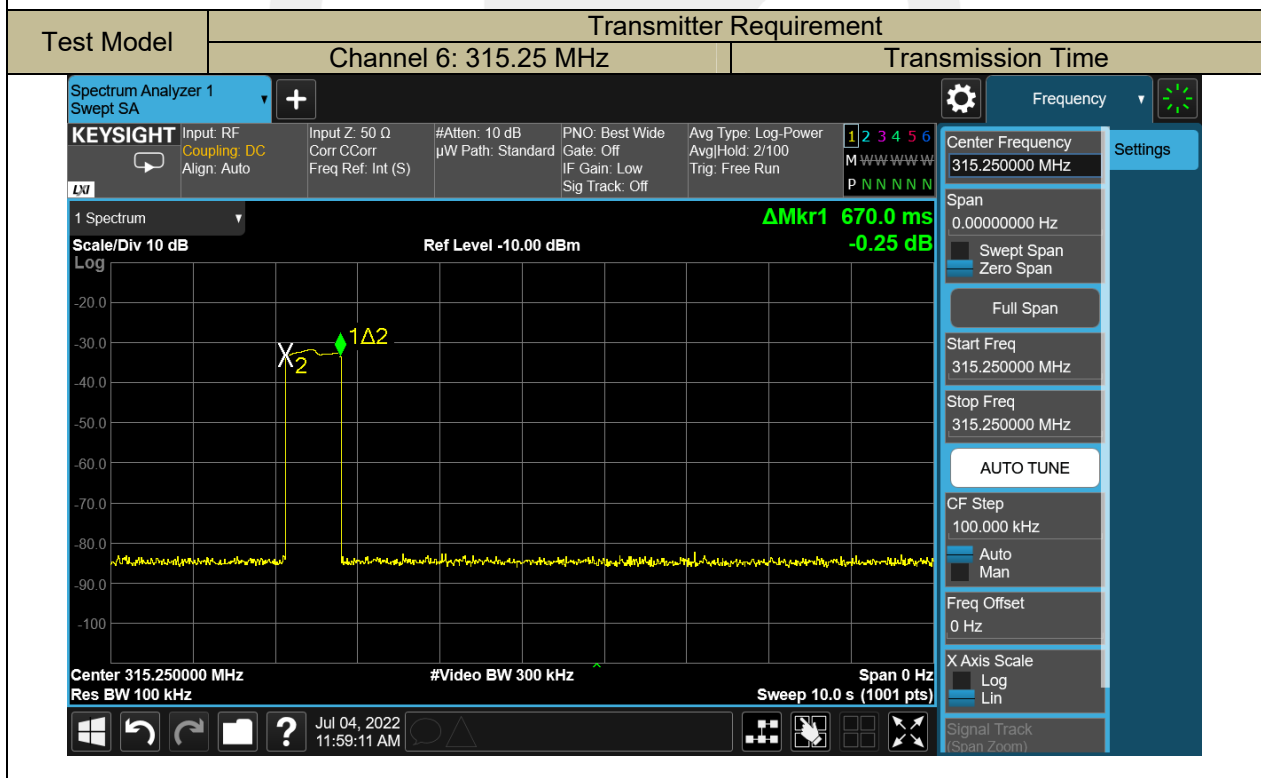 Test Model
Transmitter Requirement
Channel 6: 315.25 MHz
Transmission Time
Spectrum Analyzer 1
Swept SA
Frequency
KEYSIGHT
Input: RF
Coupling: DC
Align: Auto
LXI
Input Z: 50 Ω
Corr CCorr
Freq Ref: Int (S)
#Atten: 10 dB
µW Path: Standard
PNO: Best Wide
Gate: Off
IF Gain: Low
Sig Track: Off
Avg Type: Log-Power
Avg|Hold: 2/100
Trig: Free Run
1 2 3 4 5 6
M W W W W W
P N N N N N
1 Spectrum
ΔMkr1 670.0 ms
-0.25 dB
Scale/Div 10 dB
Ref Level -10.00 dBm
Log
-20.0
-30.0
-40.0
-50.0
-60.0
-70.0
-80.0
-90.0
-100
X2
1Δ2
Center 315.250000 MHz
#Video BW 300 kHz
Span 0 Hz
Res BW 100 kHz
Sweep 10.0 s (1001 pts)
Jul 04, 2022
11:59:11 AM
Center Frequency
315.250000 MHz
Settings
Span
0.00000000 Hz
Swept Span
Zero Span
Full Span
Start Freq
315.250000 MHz
Stop Freq
315.250000 MHz
AUTO TUNE
CF Step
100.000 kHz
Auto
Man
Freq Offset
0 Hz
X Axis Scale
Log
Lin
Signal Track
(Span Zoom)